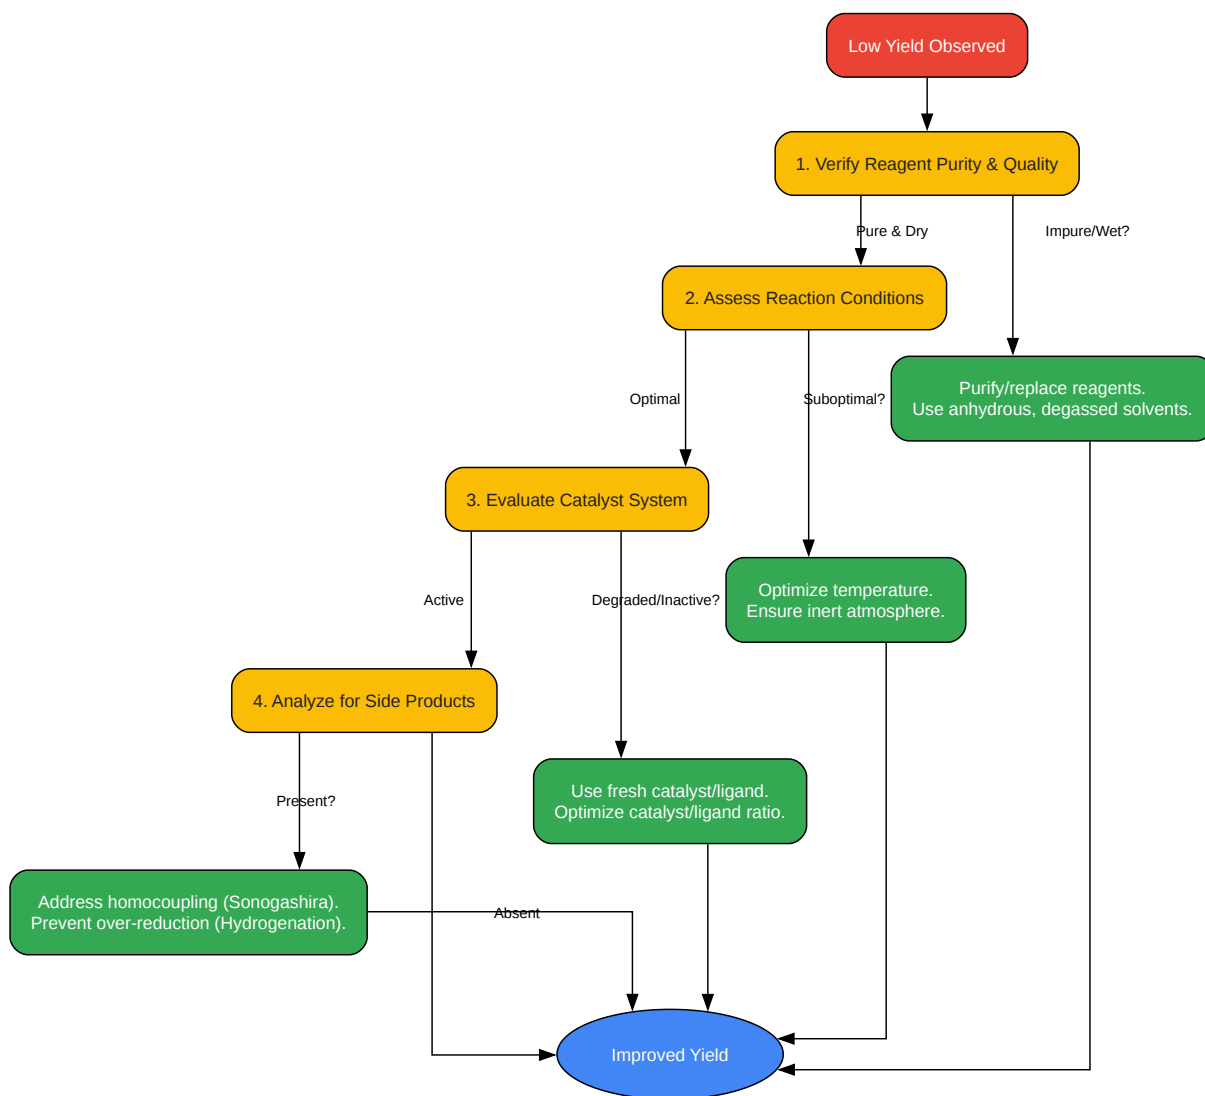 Low Yield Observed
1. Verify Reagent Purity & Quality
Pure & Dry
Impure/Wet?
2. Assess Reaction Conditions
Purify/replace reagents.
Use anhydrous, degassed solvents.
Optimal
Suboptimal?
3. Evaluate Catalyst System
Optimize temperature.
Ensure inert atmosphere.
Active
Degraded/Inactive?
4. Analyze for Side Products
Use fresh catalyst/ligand.
Optimize catalyst/ligand ratio.
Present?
Address homocoupling (Sonogashira).
Prevent over-reduction (Hydrogenation).
Absent
Improved Yield